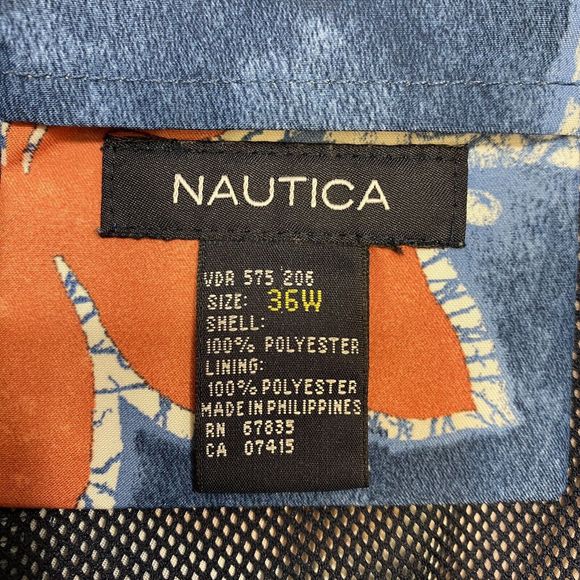 NAUTICA
VDR 575 206
SIZE: 36W
SHELL:
100% POLYESTER
LINING:
100% POLYESTER
MADE IN PHILIPPINES
RN 67835
CA 07415